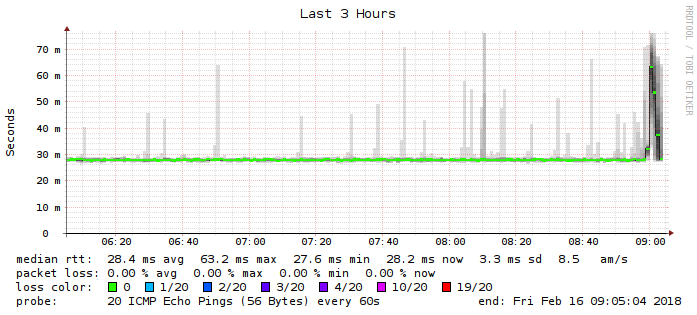 Last 3 Hours
RRDTOOL / TOBI OETIKER
Seconds
70 m
60 m
50 m
40 m
30 m
20 m
10 m
0
06:20 06:40 07:00 07:20 07:40 08:00 08:20 08:40 09:00
median rtt: 28.4 ms avg 63.2 ms max 27.6 ms min 28.2 ms now 3.3 ms sd 8.5 am/s
packet loss: 0.00 % avg 0.00 % max 0.00 % min 0.00 % now
loss color: 0 1/20 2/20 3/20 4/20 10/20 19/20
probe: 20 ICMP Echo Pings (56 Bytes) every 60s end: Fri Feb 16 09:05:04 2018